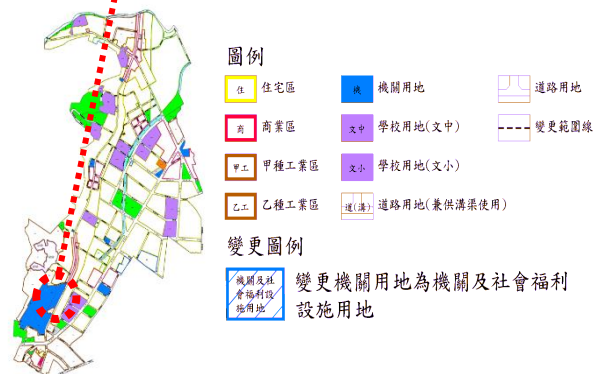 圖例
住 住宅區
機 機關用地
道路用地
商 商業區
文中 學校用地(文中)
變更範圍線
甲工 甲種工業區
文小 學校用地(文小)
乙工 乙種工業區
道(溝) 道路用地(兼供溝渠使用)
變更圖例
機關及社
會福利設
施用地
變更機關用地為機關及社會福利
設施用地